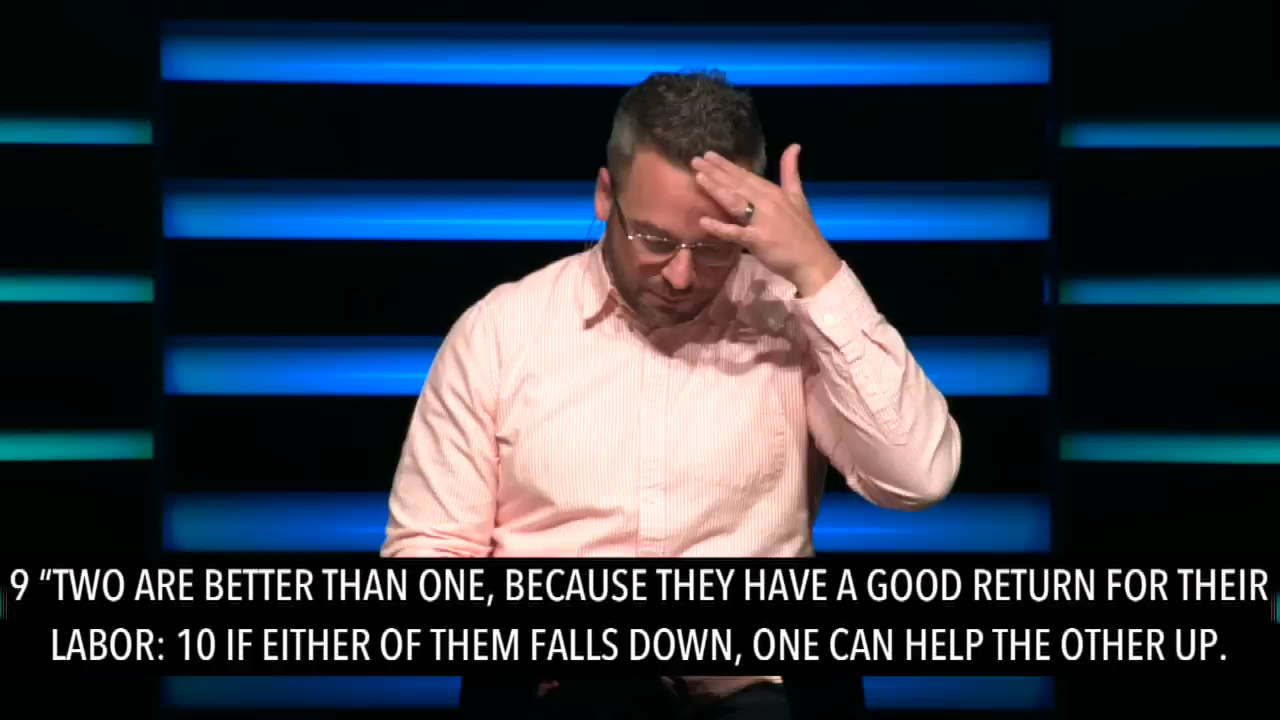 9 “TWO ARE BETTER THAN ONE, BECAUSE THEY HAVE A GOOD RETURN FOR THEIR
LABOR: 10 IF EITHER OF THEM FALLS DOWN, ONE CAN HELP THE OTHER UP.